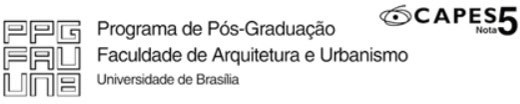 PPG
FAU
UNB
Programa de Pós-Graduação
Faculdade de Arquitetura e Urbanismo
Universidade de Brasília
CAPES 5
Nota